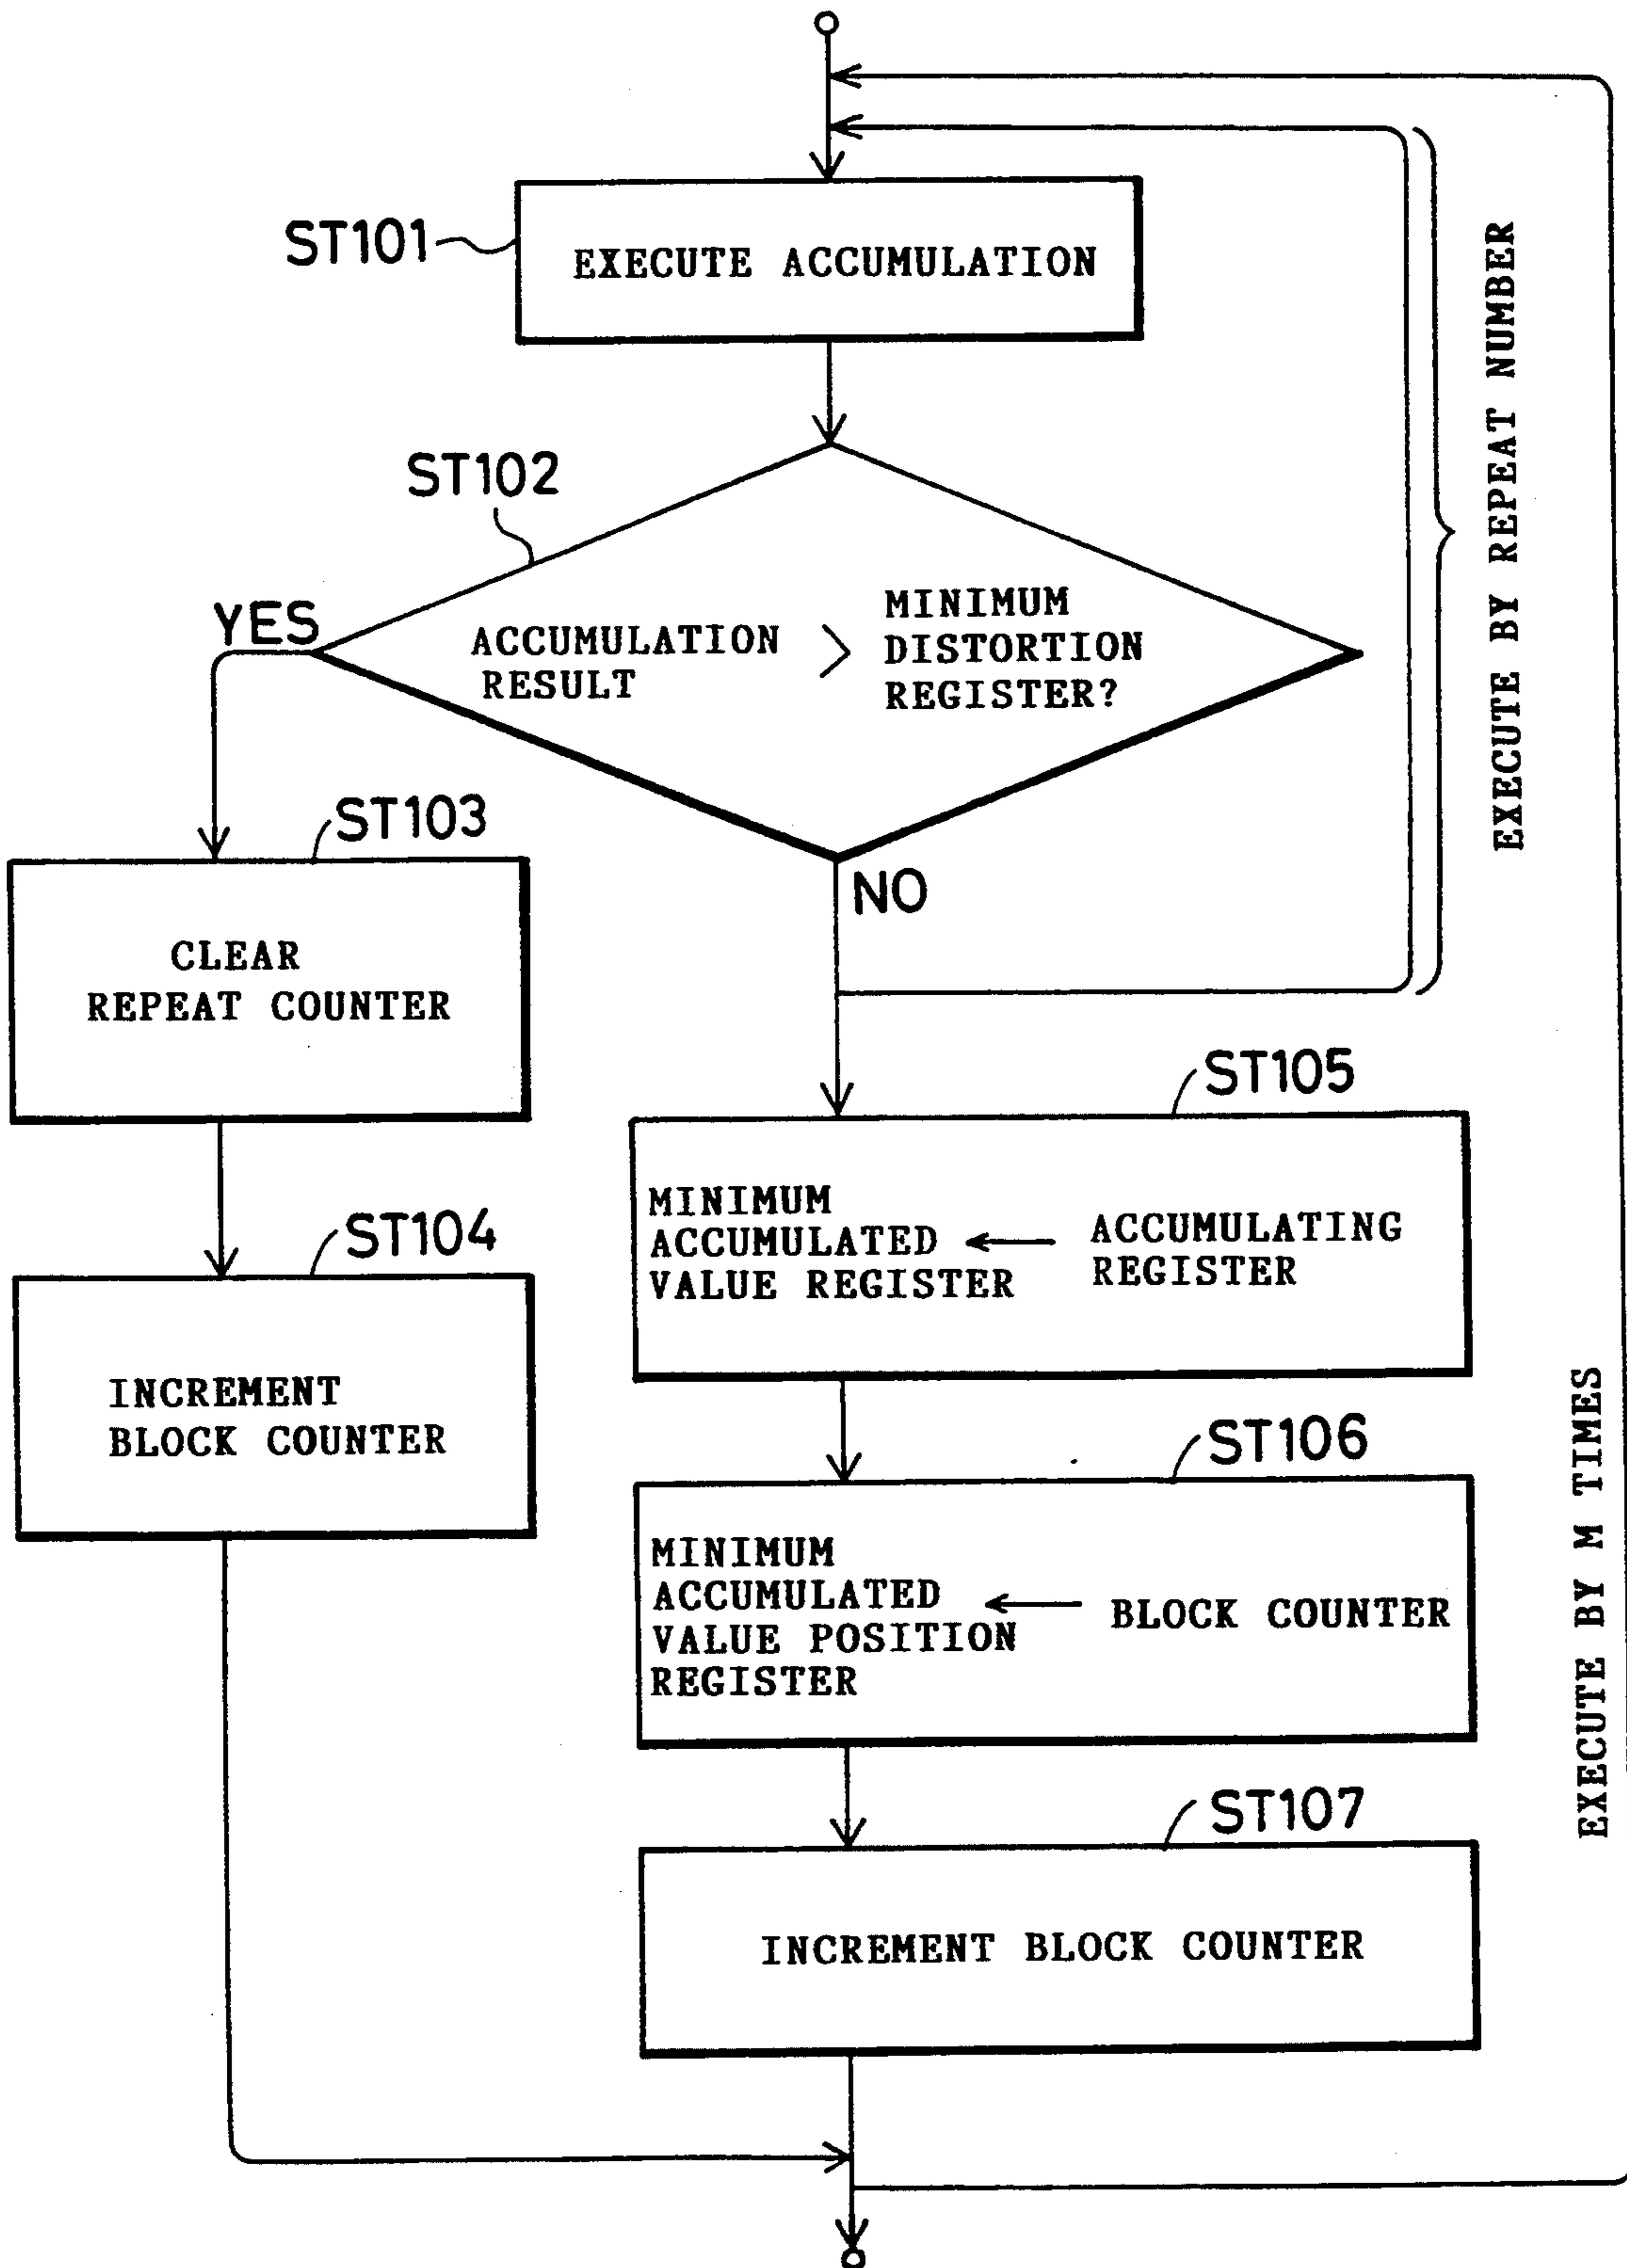 ST101
EXECUTE ACCUMULATION
ST102
YES
ACCUMULATION
RESULT
>
MINIMUM
DISTORTION
REGISTER?
NO
EXECUTE BY REPEAT NUMBER
ST103
CLEAR
REPEAT COUNTER
ST104
INCREMENT
BLOCK COUNTER
ST105
MINIMUM
ACCUMULATED
VALUE REGISTER
←
ACCUMULATING
REGISTER
ST106
MINIMUM
ACCUMULATED
VALUE POSITION
REGISTER
←
BLOCK COUNTER
ST107
INCREMENT BLOCK COUNTER
EXECUTE BY M TIMES